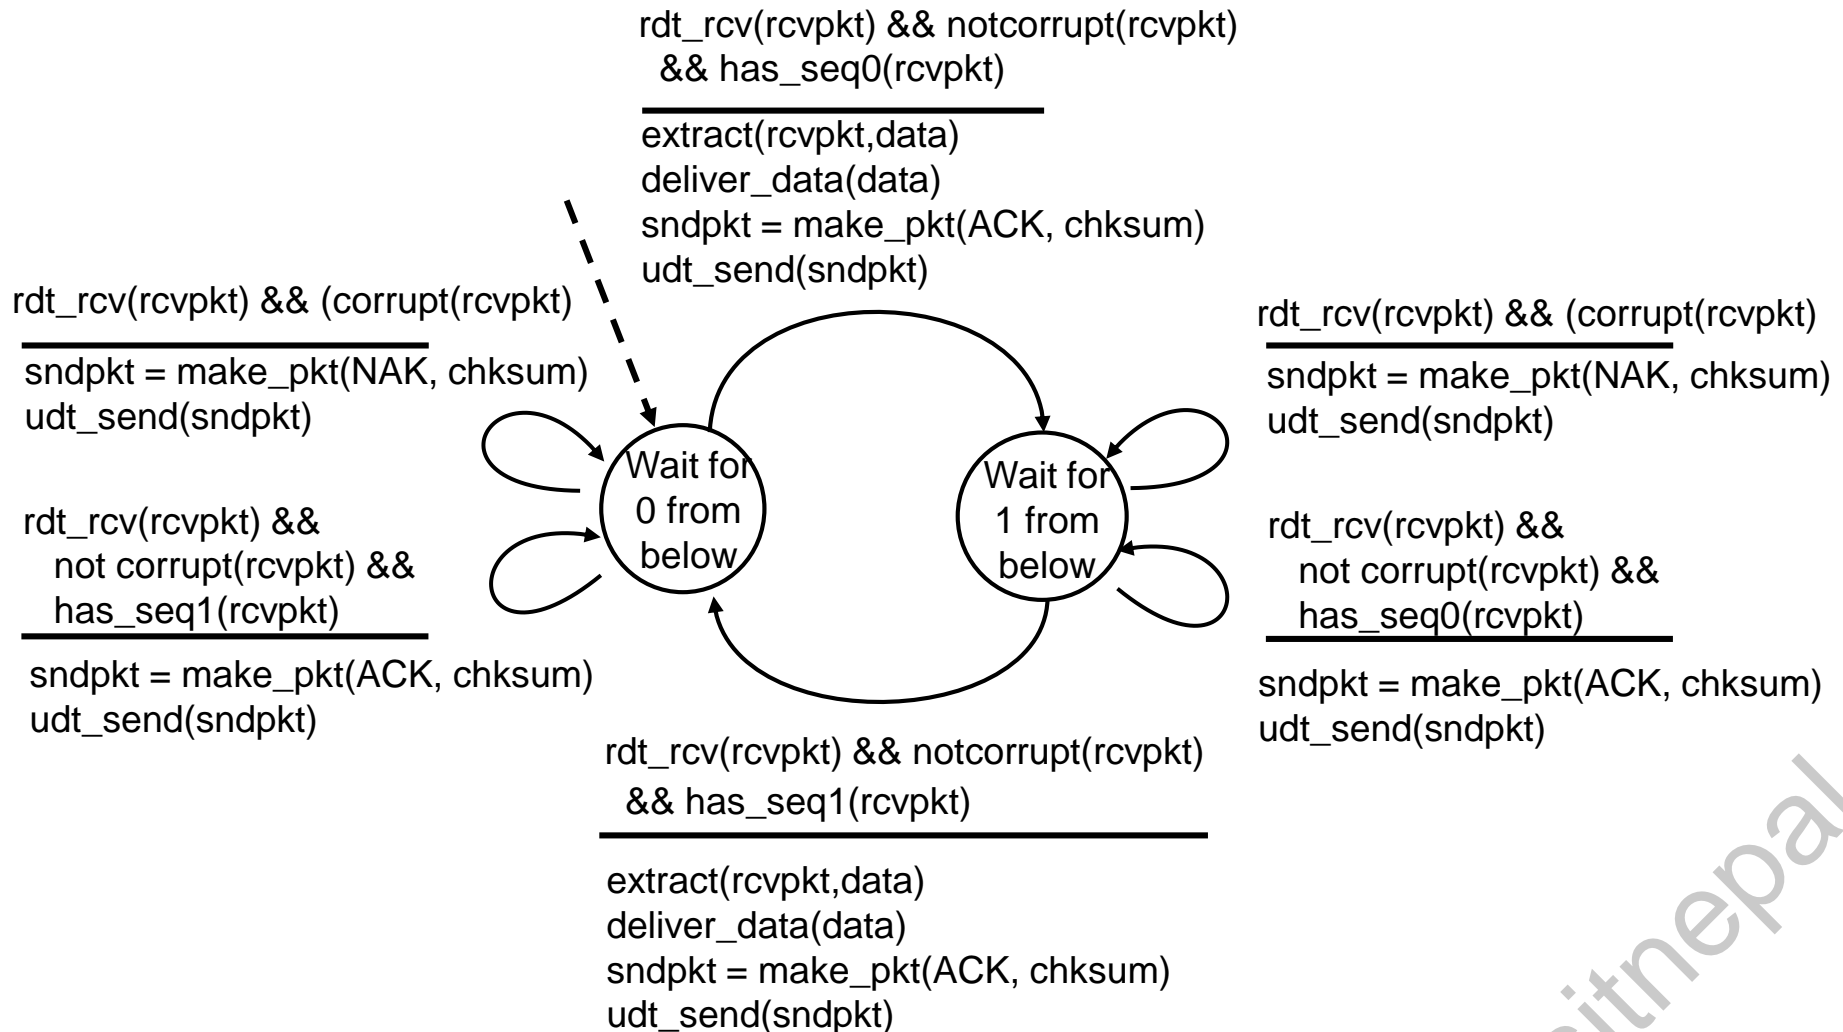 rdt_rcv(rcvpkt) && notcorrupt(rcvpkt)
&& has_seq0(rcvpkt)
extract(rcvpkt,data)
deliver_data(data)
sndpkt = make_pkt(ACK, chksum)
udt_send(sndpkt)
rdt_rcv(rcvpkt) && (corrupt(rcvpkt)
sndpkt = make_pkt(NAK, chksum)
udt_send(sndpkt)
rdt_rcv(rcvpkt) &&
not corrupt(rcvpkt) &&
has_seq1(rcvpkt)
sndpkt = make_pkt(ACK, chksum)
udt_send(sndpkt)
Wait for
0 from
below
Wait for
1 from
below
rdt_rcv(rcvpkt) && (corrupt(rcvpkt)
sndpkt = make_pkt(NAK, chksum)
udt_send(sndpkt)
rdt_rcv(rcvpkt) &&
not corrupt(rcvpkt) &&
has_seq0(rcvpkt)
sndpkt = make_pkt(ACK, chksum)
udt_send(sndpkt)
rdt_rcv(rcvpkt) && notcorrupt(rcvpkt)
&& has_seq1(rcvpkt)
extract(rcvpkt,data)
deliver_data(data)
sndpkt = make_pkt(ACK, chksum)
udt_send(sndpkt)